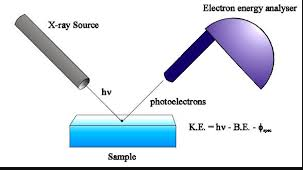 Electron energy analyser
X-ray Source
hν
photoelectrons
K.E. = hν - B.E. - ϕspec
Sample